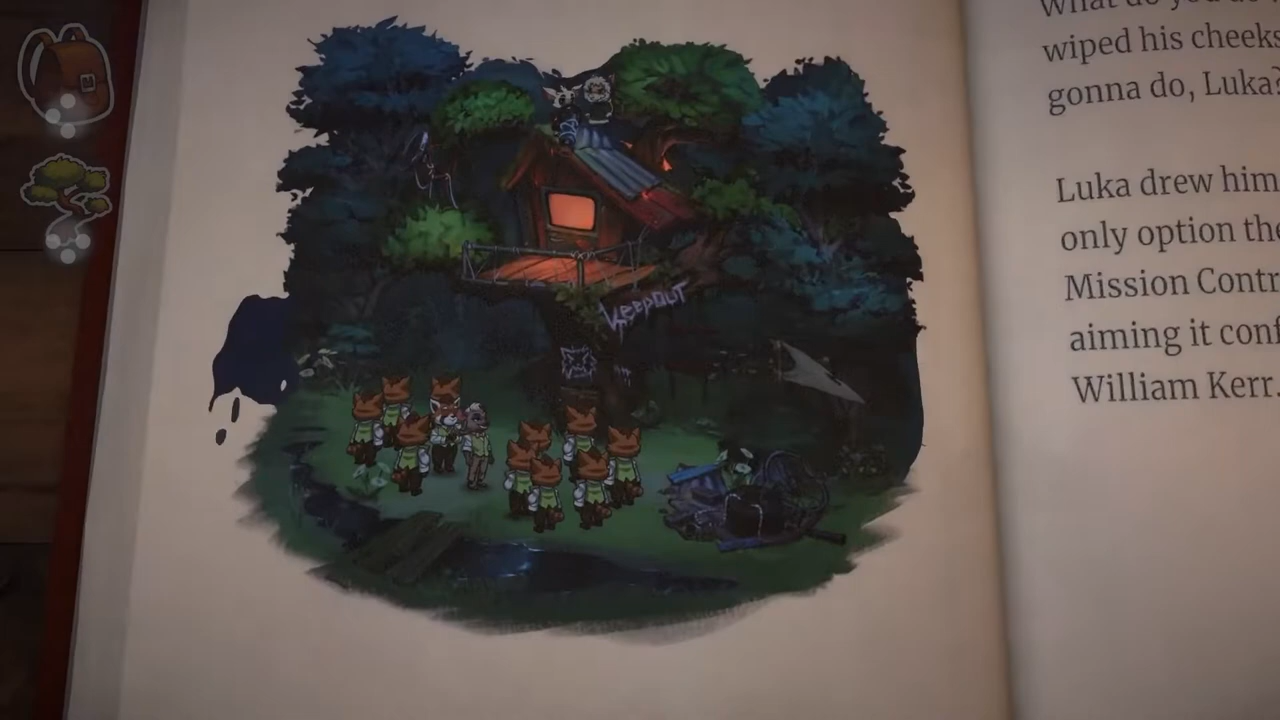 Keepout
wiped his cheeks
gonna do, Luka?
Luka drew him
only option the
Mission Contr
aiming it conf
William Kerr.